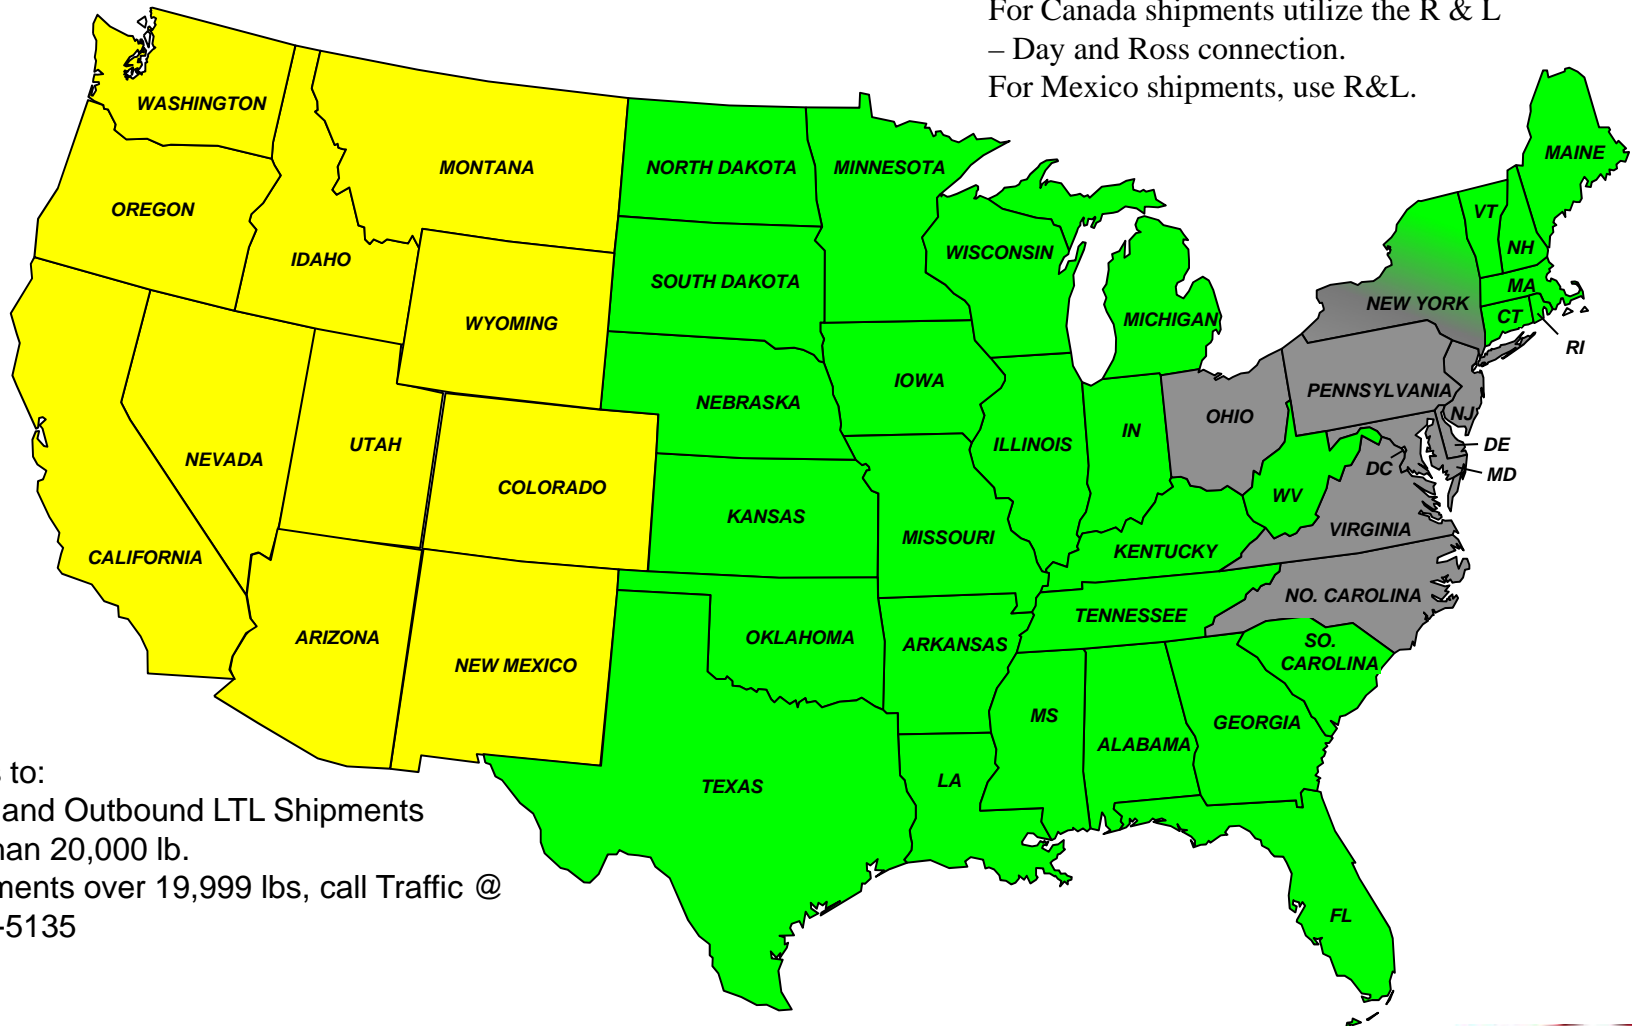 For Canada shipments utilize the R & L
– Day and Ross connection.
For Mexico shipments, use R&L.
WASHINGTON
MONTANA
NORTH DAKOTA
MINNESOTA
MAINE
OREGON
VT
IDAHO
WISCONSIN
NH
SOUTH DAKOTA
MA
WYOMING
MICHIGAN
NEW YORK
CT
RI
IOWA
NEBRASKA
PENNSYLVANIA
OHIO
NJ
UTAH
ILLINOIS
IN
DE
NEVADA
DC
MD
COLORADO
WV
KANSAS
VIRGINIA
MISSOURI
CALIFORNIA
KENTUCKY
NO. CAROLINA
TENNESSEE
ARIZONA
OKLAHOMA
ARKANSAS
SO.
CAROLINA
NEW MEXICO
MS
GEORGIA
ALABAMA
TEXAS
LA
FL
to:
and Outbound LTL Shipments
han 20,000 lb.
ments over 19,999 lbs, call Traffic @
-5135